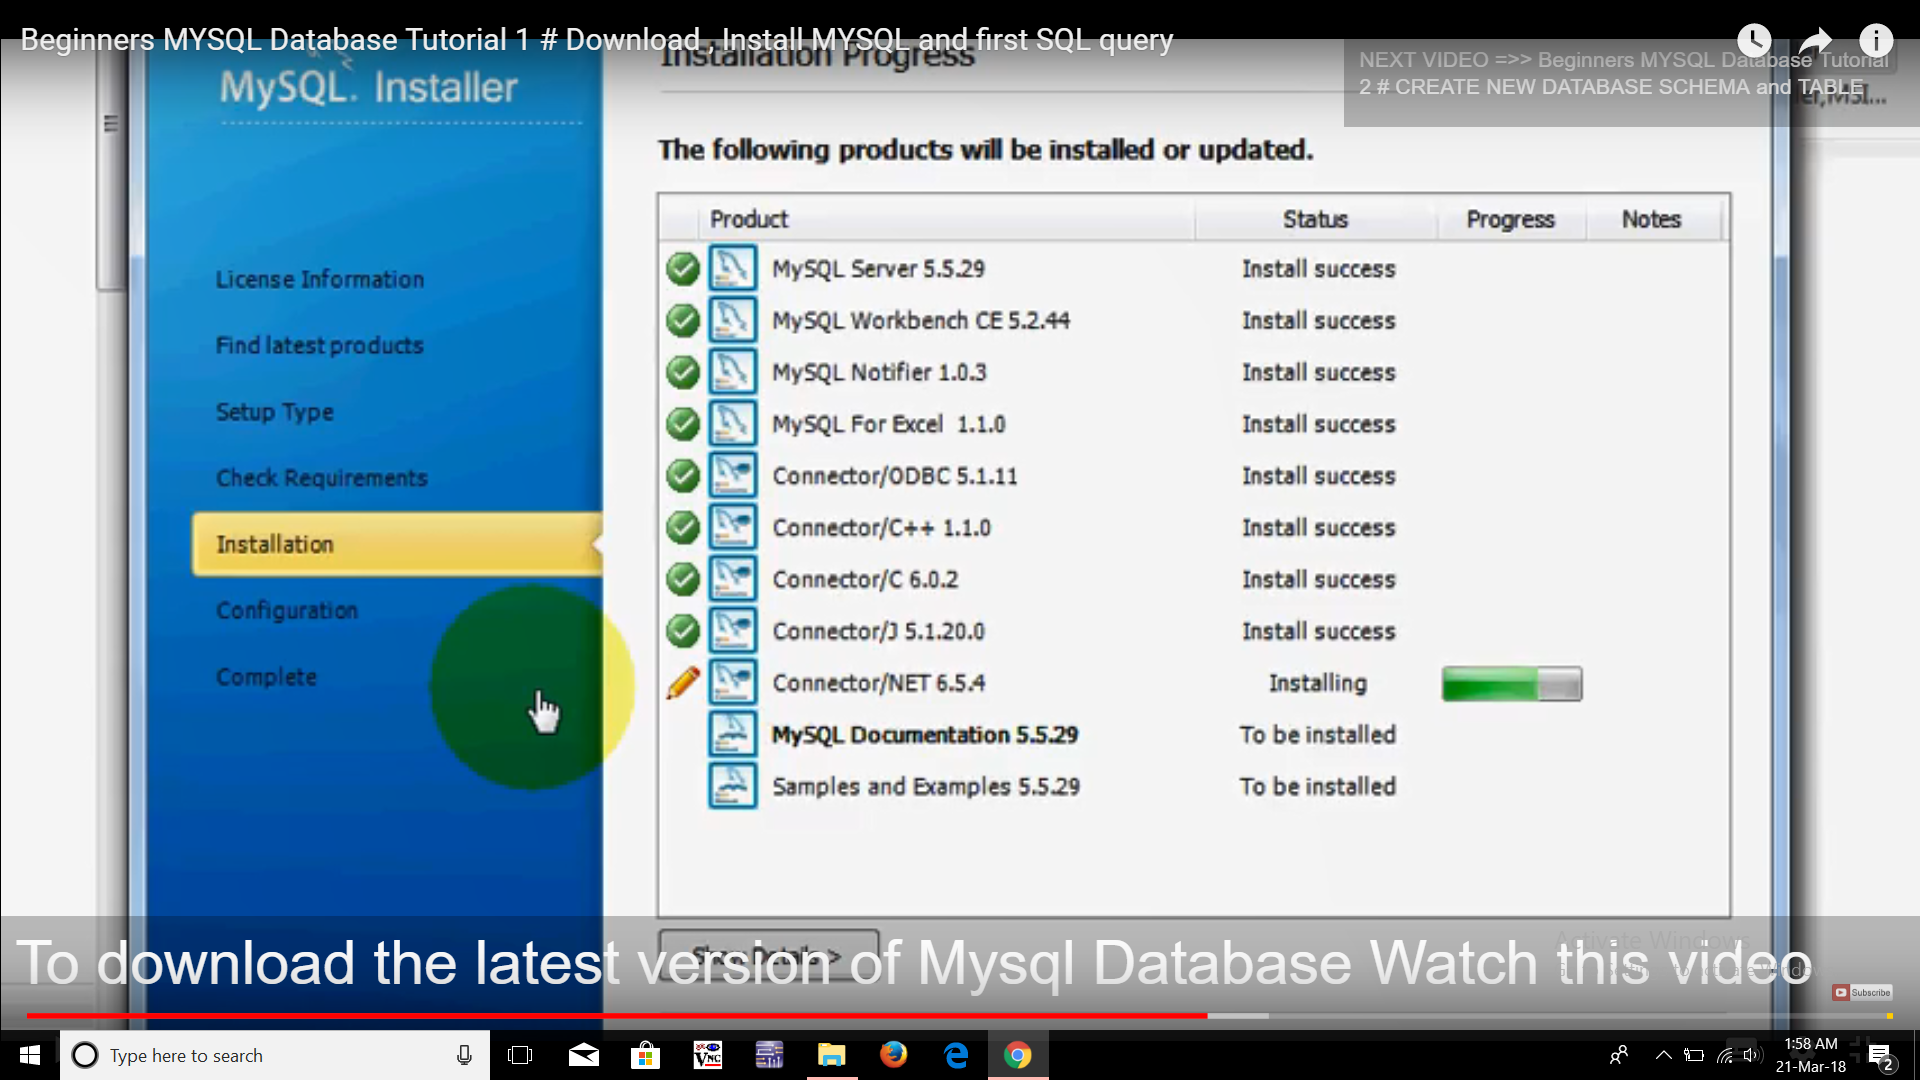 Beginners MYSQL Database Tutorial 1 # Download , Install MYSQL and first SQL query
NEXT VIDEO =>> Beginners MYSQL Database Tutorial
2 # CREATE NEW DATABASE SCHEMA and TABLE
MySQL. Installer
Installation Progress
The following products will be installed or updated.
License Information
Find latest products
Setup Type
Check Requirements
Installation
Configuration
Complete
Product Status Progress Notes
MySQL Server 5.5.29 Install success
MySQL Workbench CE 5.2.44 Install success
MySQL Notifier 1.0.3 Install success
MySQL For Excel 1.1.0 Install success
Connector/ODBC 5.1.11 Install success
Connector/C++ 1.1.0 Install success
Connector/C 6.0.2 Install success
Connector/J 5.1.20.0 Install success
Connector/NET 6.5.4 Installing
MySQL Documentation 5.5.29 To be installed
Samples and Examples 5.5.29 To be installed
Show Details >
Activate Windows
To download the latest version of Mysql Database Watch this video
Subscribe
Type here to search
VNC
1:58 AM
21-Mar-18
2